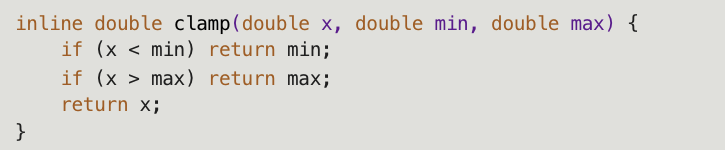 inline double clamp(double x, double min, double max) {
    if (x < min) return min;
    if (x > max) return max;
    return x;
}